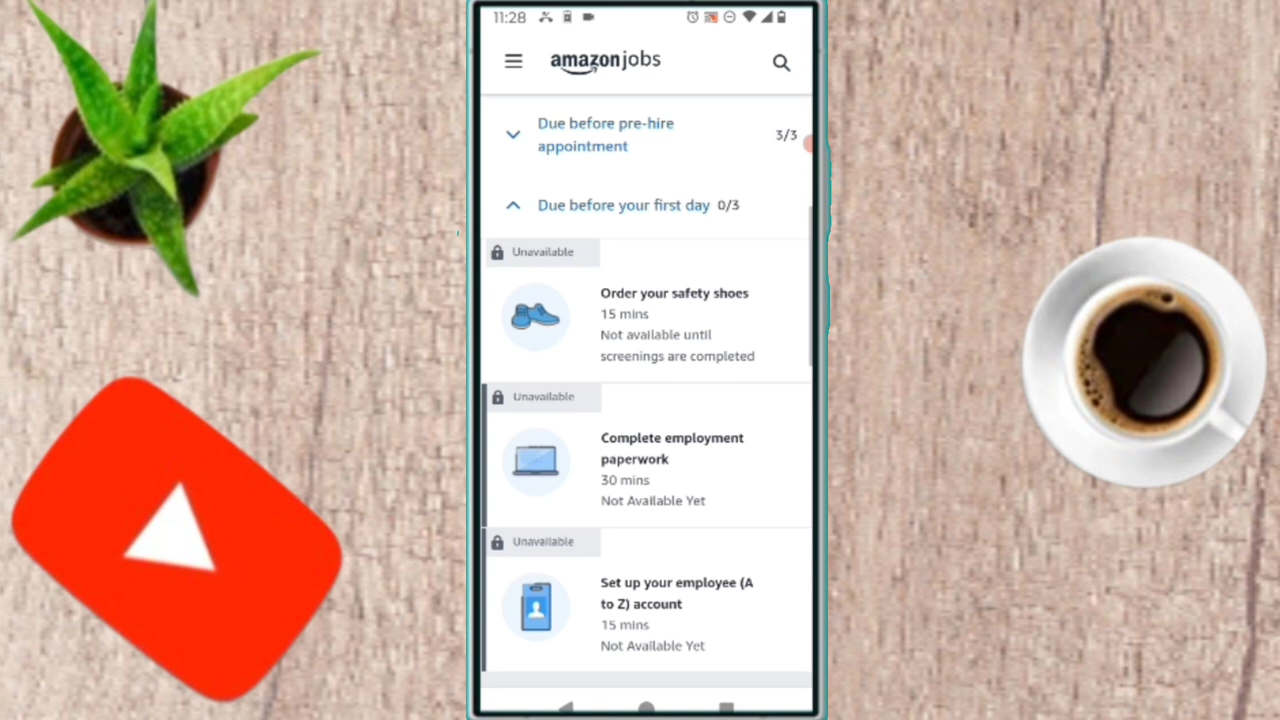 11:28
amazon jobs
Due before pre-hire
appointment
3/3
Due before your first day 0/3
Unavailable
Order your safety shoes
15 mins
Not available until
screenings are completed
Unavailable
Complete employment
paperwork
30 mins
Not Available Yet
Unavailable
Set up your employee (A
to Z) account
15 mins
Not Available Yet